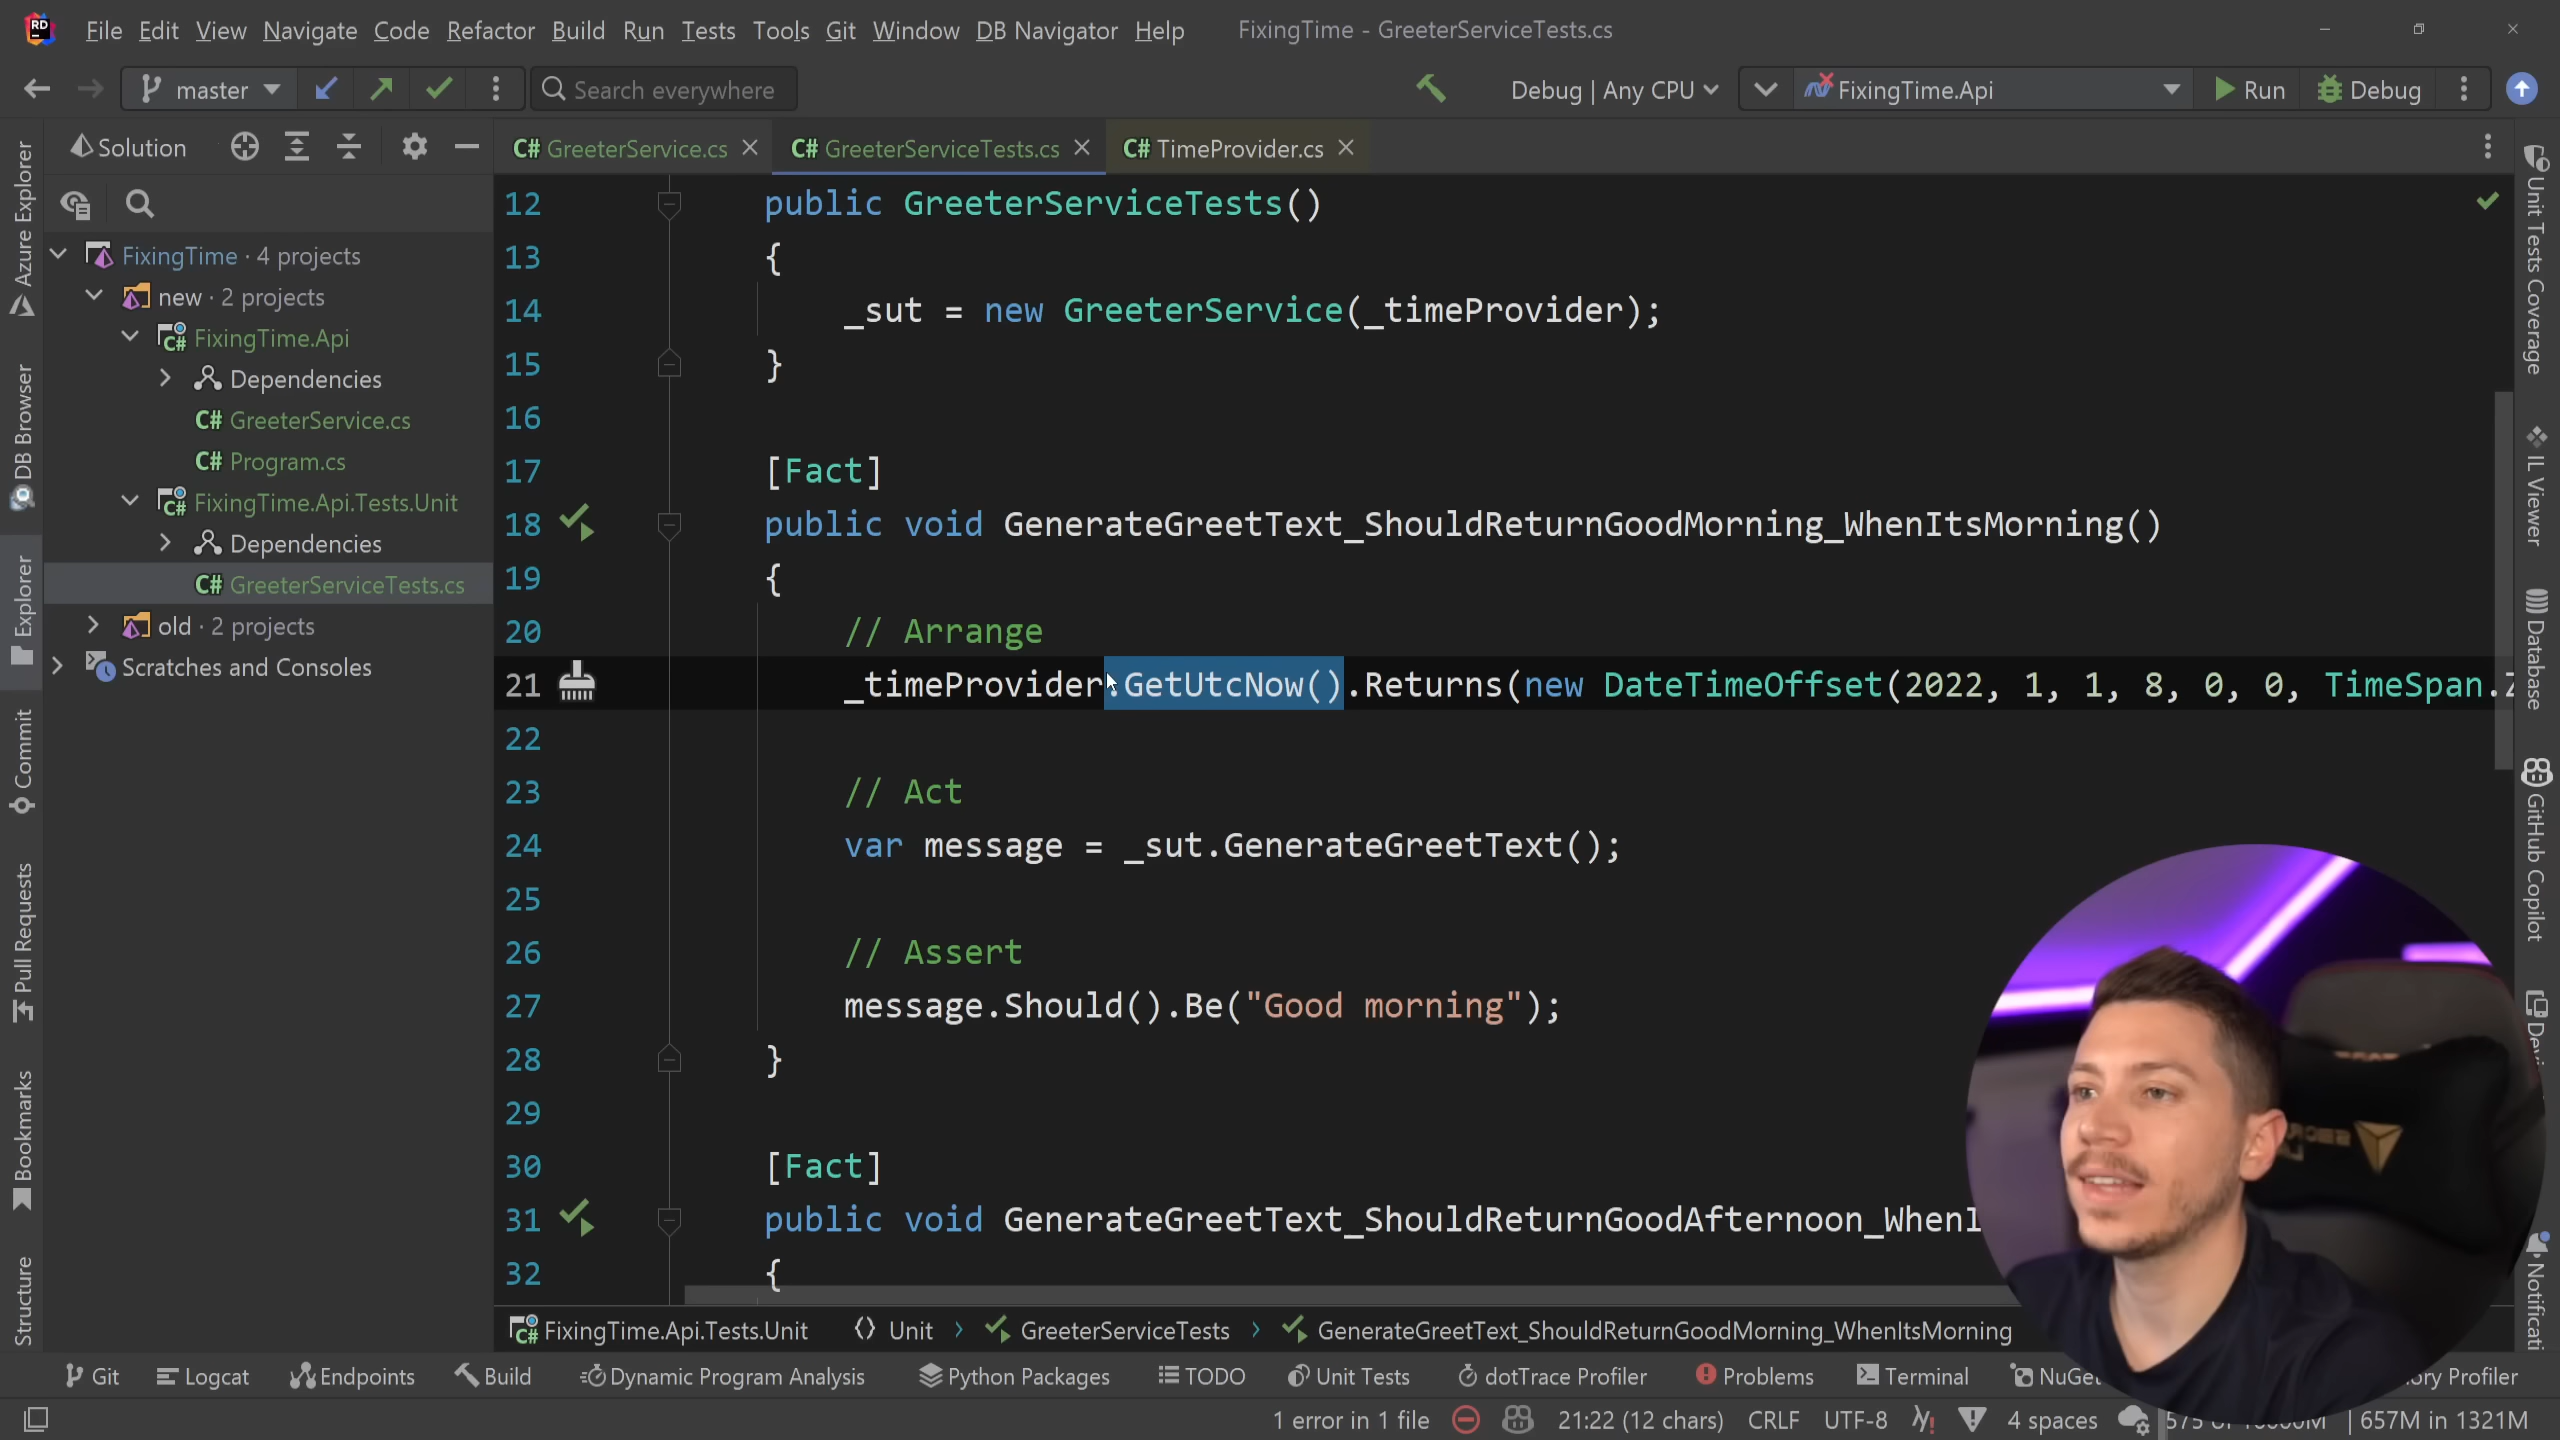 File Edit View Navigate Code Refactor Build Run Tests Tools Git Window DB Navigator Help FixingTime - GreeterServiceTests.cs
master Search everywhere Debug | Any CPU FixingTime.Api Run Debug
Solution
GreeterService.cs GreeterServiceTests.cs TimeProvider.cs
FixingTime · 4 projects
new · 2 projects
FixingTime.Api
Dependencies
C# GreeterService.cs
C# Program.cs
FixingTime.Api.Tests.Unit
Dependencies
C# GreeterServiceTests.cs
old · 2 projects
Scratches and Consoles
12 public GreeterServiceTests()
13 {
14 _sut = new GreeterService(_timeProvider);
15 }
16
17 [Fact]
18 public void GenerateGreetText_ShouldReturnGoodMorning_WhenItsMorning()
19 {
20 // Arrange
21 _timeProvider.GetUtcNow().Returns(new DateTimeOffset(2022, 1, 1, 8, 0, 0, TimeSpan.Z
22
23 // Act
24 var message = _sut.GenerateGreetText();
25
26 // Assert
27 message.Should().Be("Good morning");
28 }
29
30 [Fact]
31 public void GenerateGreetText_ShouldReturnGoodAfternoon_WhenI
32 {
Azure Explorer
DB Browser
Explorer
Commit
Pull Requests
Bookmarks
Structure
Unit Tests Coverage
IL Viewer
Database
GitHub Copilot
Notificati
FixingTime.Api.Tests.Unit Unit GreeterServiceTests GenerateGreetText_ShouldReturnGoodMorning_WhenItsMorning
Git Logcat Endpoints Build Dynamic Program Analysis Python Packages TODO Unit Tests dotTrace Profiler Problems Terminal NuGet ory Profiler
1 error in 1 file 21:22 (12 chars) CRLF UTF-8 4 spaces 657M in 1321M